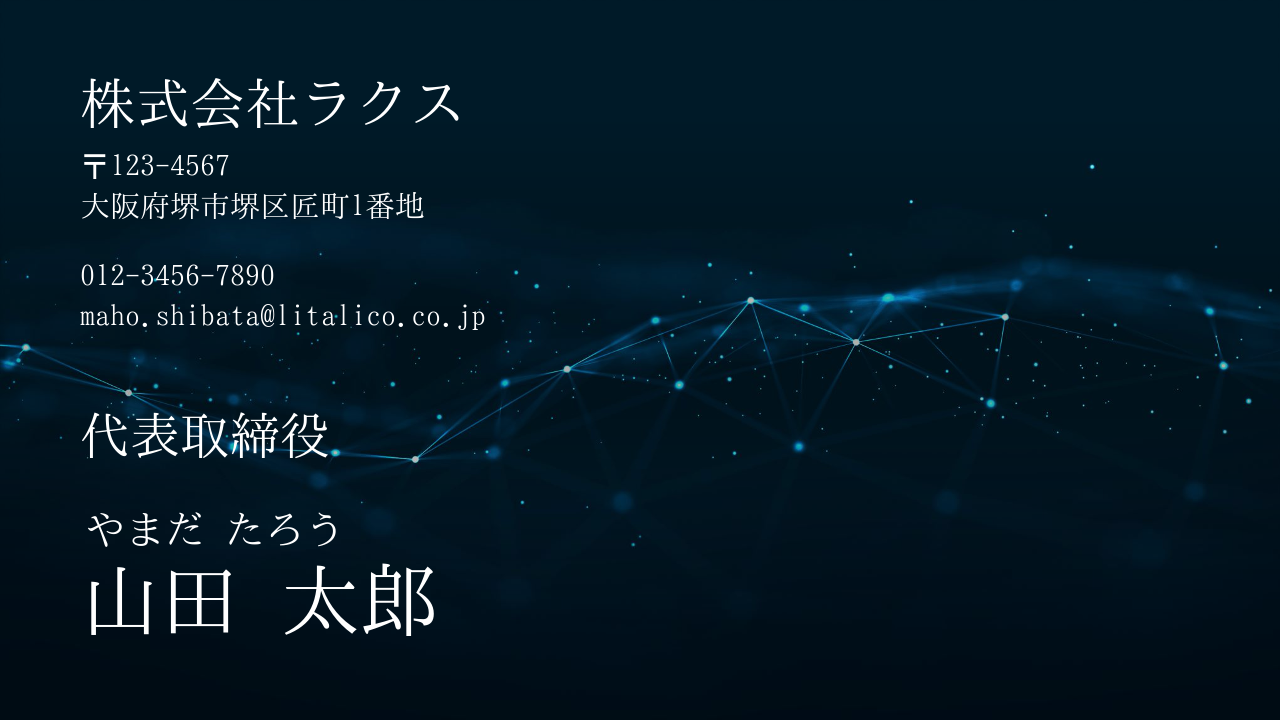 株式会社ラクス
〒123-4567
大阪府堺市堺区匠町1番地
012-3456-7890
maho.shibata@litalico.co.jp
代表取締役
やまだ たろう
山田 太郎